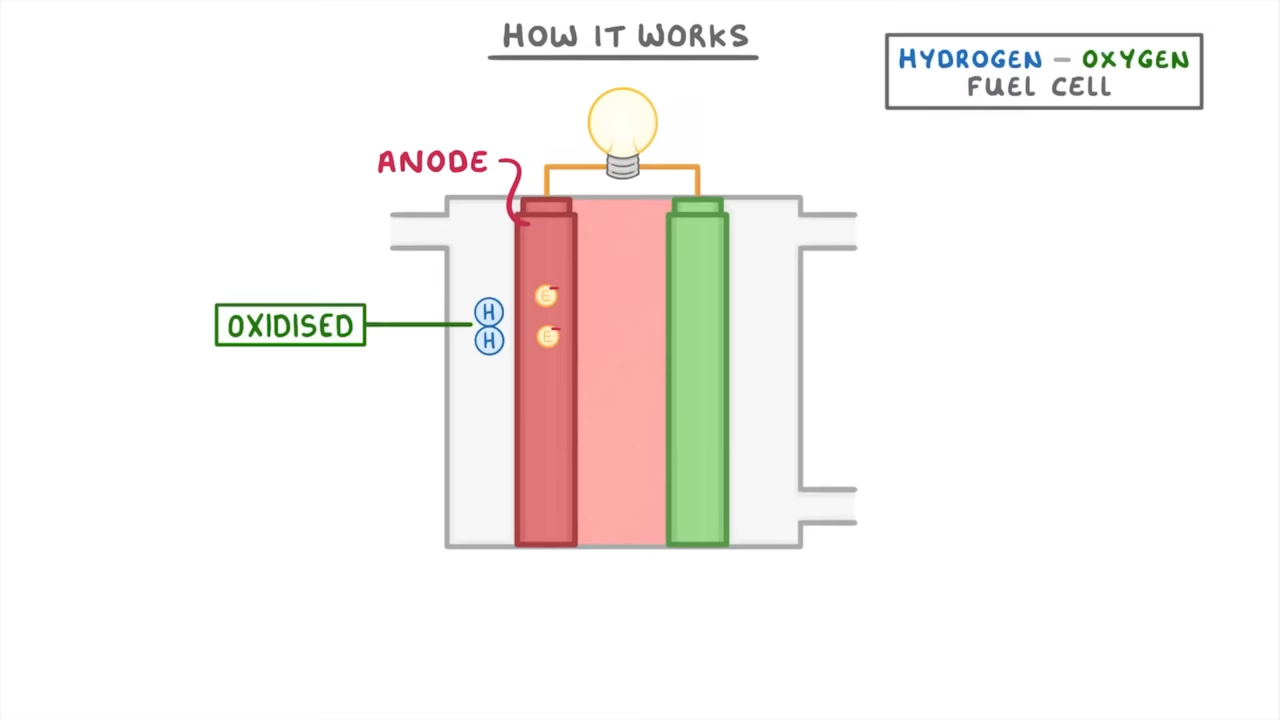 HOW IT WORKS
HYDROGEN – OXYGEN
FUEL CELL
ANODE
E-
E-
H
H
OXIDISED